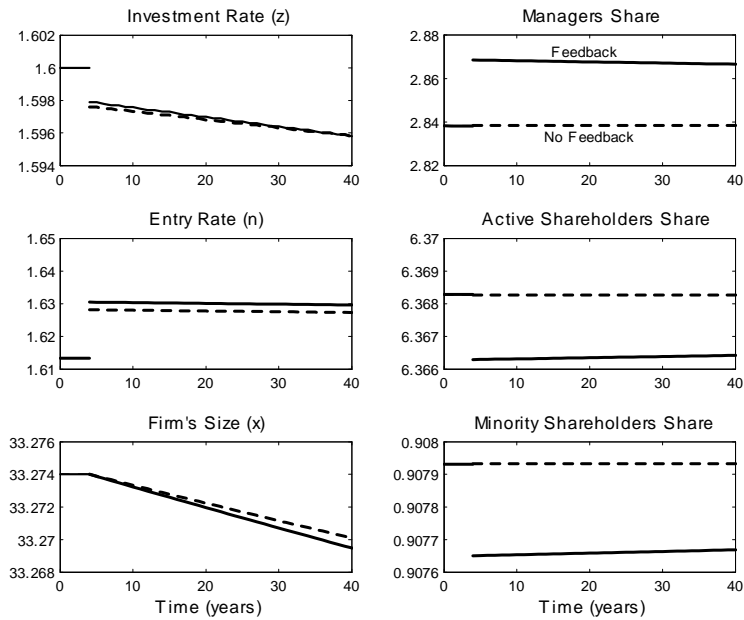 Investment Rate (z)
1.602
1.6
1.598
1.596
1.594
0 10 20 30 40
Managers Share
2.88
2.86
2.84
2.82
Feedback
No Feedback
0 10 20 30 40
Entry Rate (n)
1.65
1.64
1.63
1.62
1.61
0 10 20 30 40
Active Shareholders Share
6.37
6.369
6.368
6.367
6.366
0 10 20 30 40
Firm's Size (x)
33.276
33.274
33.272
33.27
33.268
0 10 20 30 40
Time (years)
Minority Shareholders Share
0.908
0.9079
0.9078
0.9077
0.9076
0 10 20 30 40
Time (years)